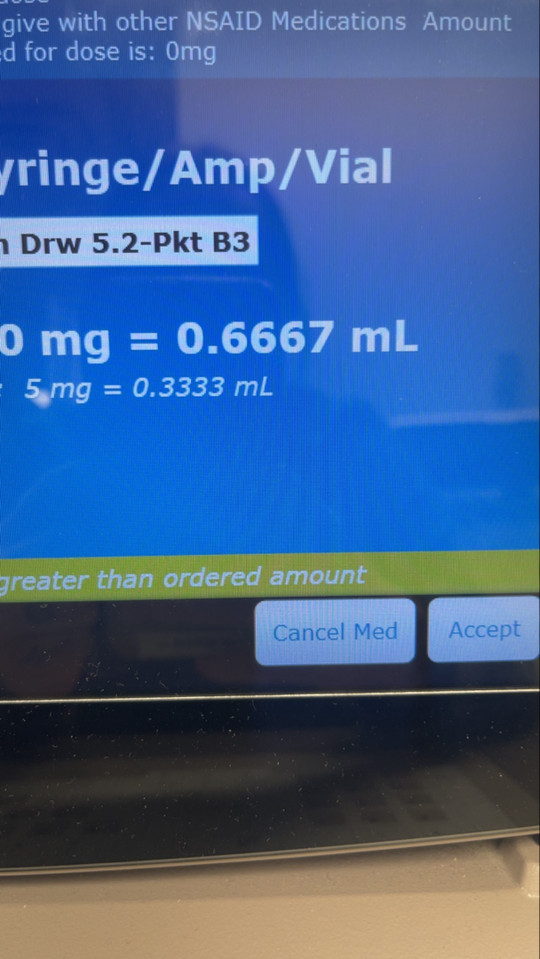 give with other NSAID Medications Amount
d for dose is: 0mg
yringe/Amp/Vial
Drw 5.2-Pkt B3
0 mg = 0.6667 mL
: 5 mg = 0.3333 mL
greater than ordered amount
Cancel Med Accept